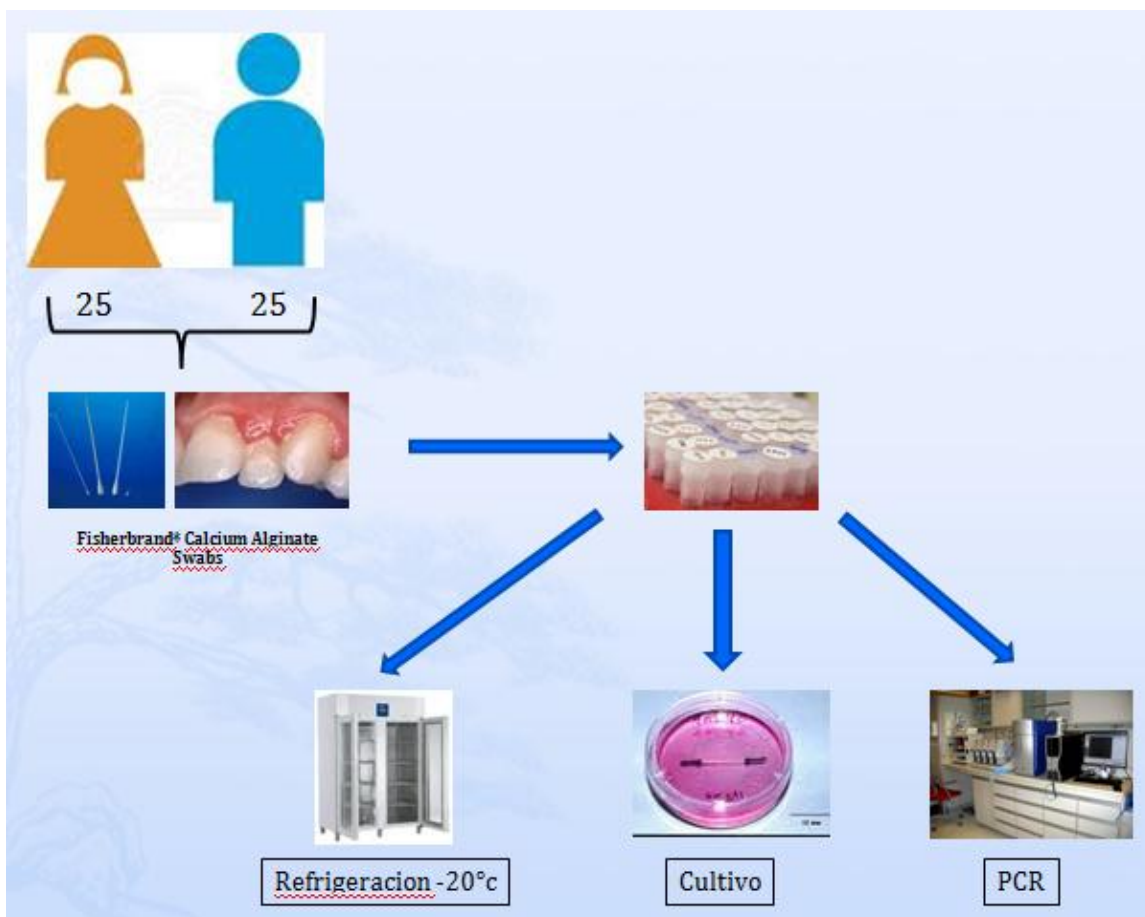 25 25
Fisherbrand* Calcium Alginate
Swabs
Refrigeracion -20°c
Cultivo
PCR